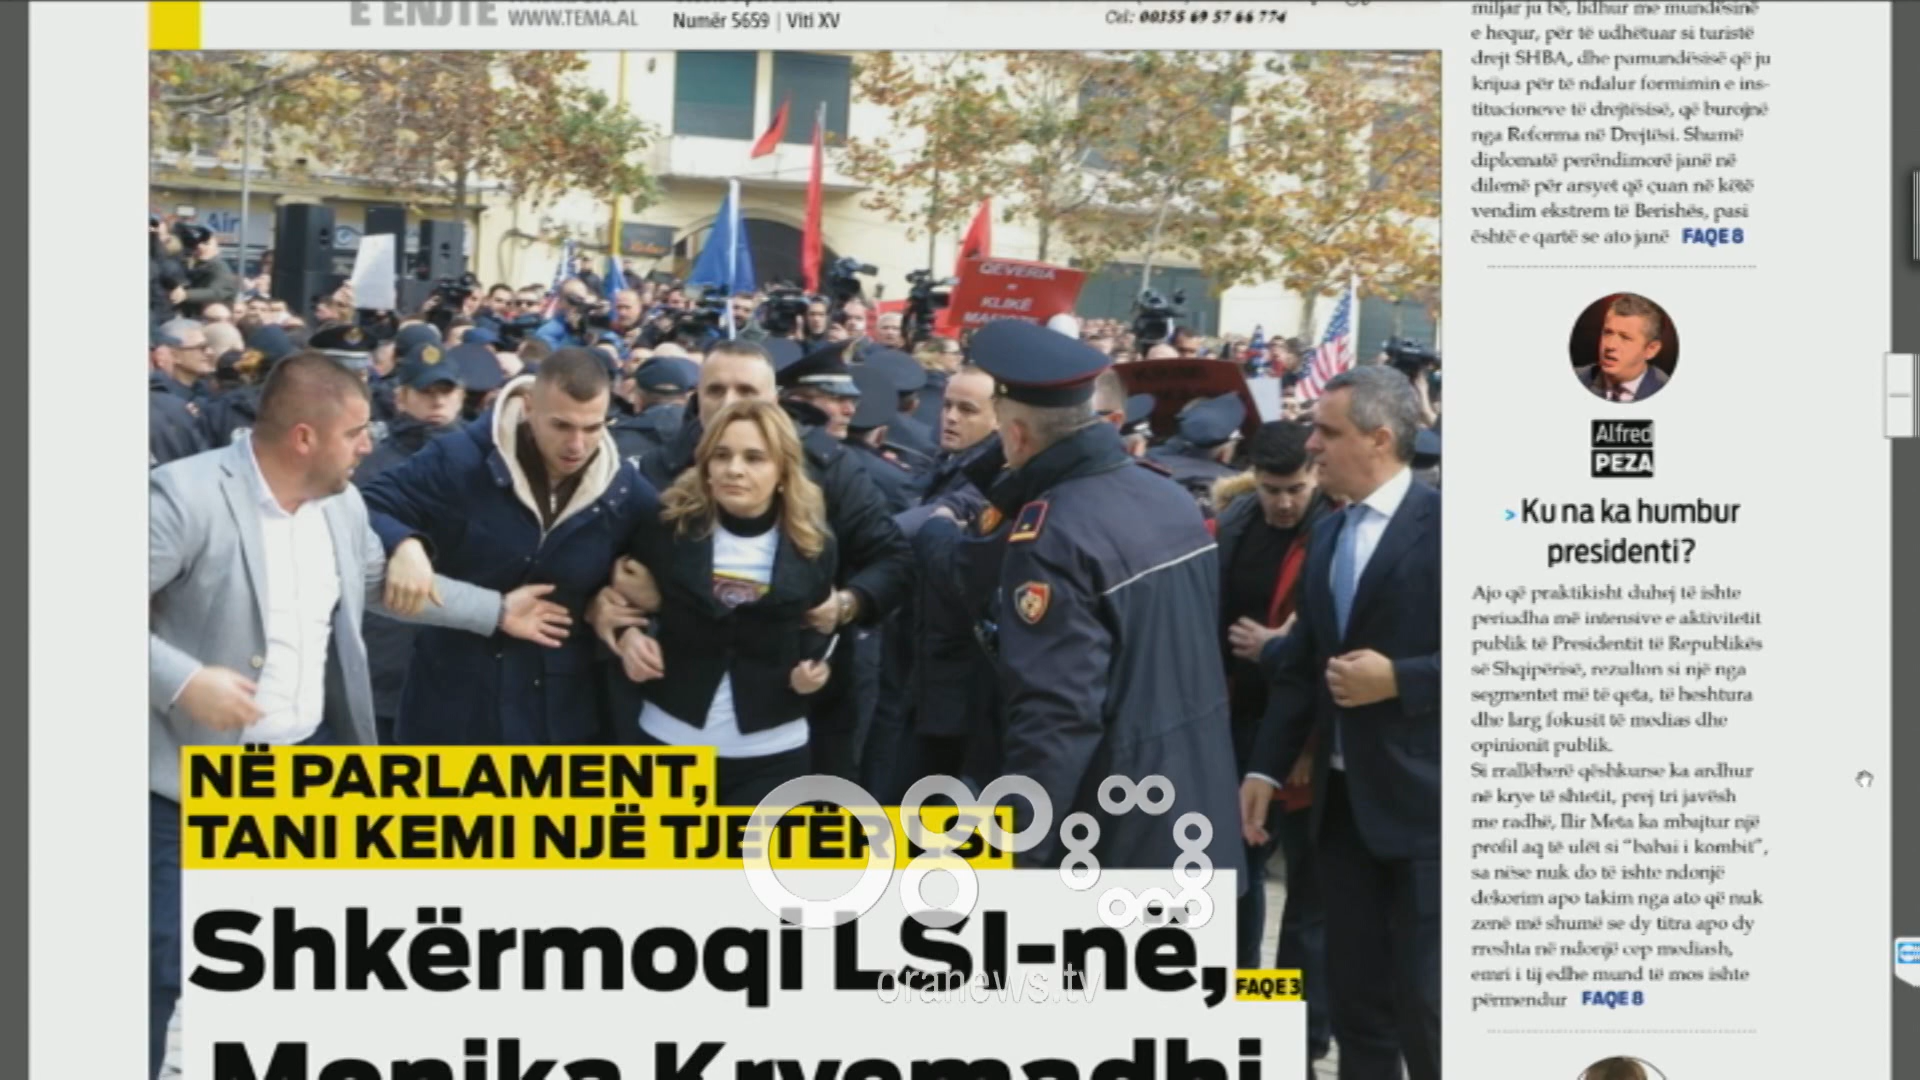 E ENJTE
WWW.TEMA.AL
Numër 5659 | Viti XV
Cel: 00355 69 57 66 774
Air
QEVERIA
=
KLIKË
NË PARLAMENT,
TANI KEMI NJË TJETËR LSI
Shkërmoqi LSI-në,
FAQE 3
Monika Kryemadhi
oranews.tv
miljar ju bë, lidhur me mundësinë
e hequr, për të udhëtuar si turistë
drejt SHBA, dhe pamundësisë që ju
krijua për të ndalur formimin e ins-
titucioneve të drejtësisë, që burojnë
nga Reforma në Drejtësi. Shumë
diplomatë perëndimorë janë në
dilemë për arsyet që çuan në këtë
vendim ekstrem të Berishës, pasi
është e qartë se ato janë FAQE 8
Alfred
PEZA
> Ku na ka humbur
presidenti?
Ajo që praktikisht duhej të ishte
periudha më intensive e aktivitetit
publik të Presidentit të Republikës
së Shqipërisë, rezulton si një nga
segmentet më të qeta, të heshtura
dhe larg fokusit të medias dhe
opinionit publik.
Si rrallëherë qëshkurse ka ardhur
në krye të shtetit, prej tri javësh
me radhë, Ilir Meta ka mbajtur një
profil aq të ulët si “babai i kombit”,
sa nëse nuk do të ishte ndonjë
dekorim apo takim nga ato që nuk
zenë më shumë se dy titra apo dy
rreshta në ndonjë cep mediash,
emri i tij edhe mund të mos ishte
përmendur FAQE 8